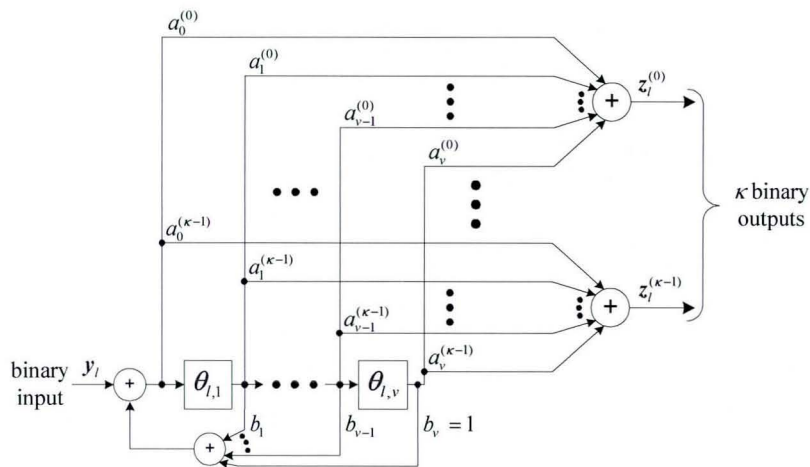 a_0^{(0)}
a_1^{(0)}
z_l^{(0)}
a_{v-1}^{(0)}
a_v^{(0)}
κ binary
outputs
a_0^{(κ-1)}
a_1^{(κ-1)}
z_l^{(κ-1)}
a_{v-1}^{(κ-1)}
a_v^{(κ-1)}
binary
input
y_l
θ_{l,1}
θ_{l,v}
b_1
b_{v-1}
b_v = 1
+
+
+
+